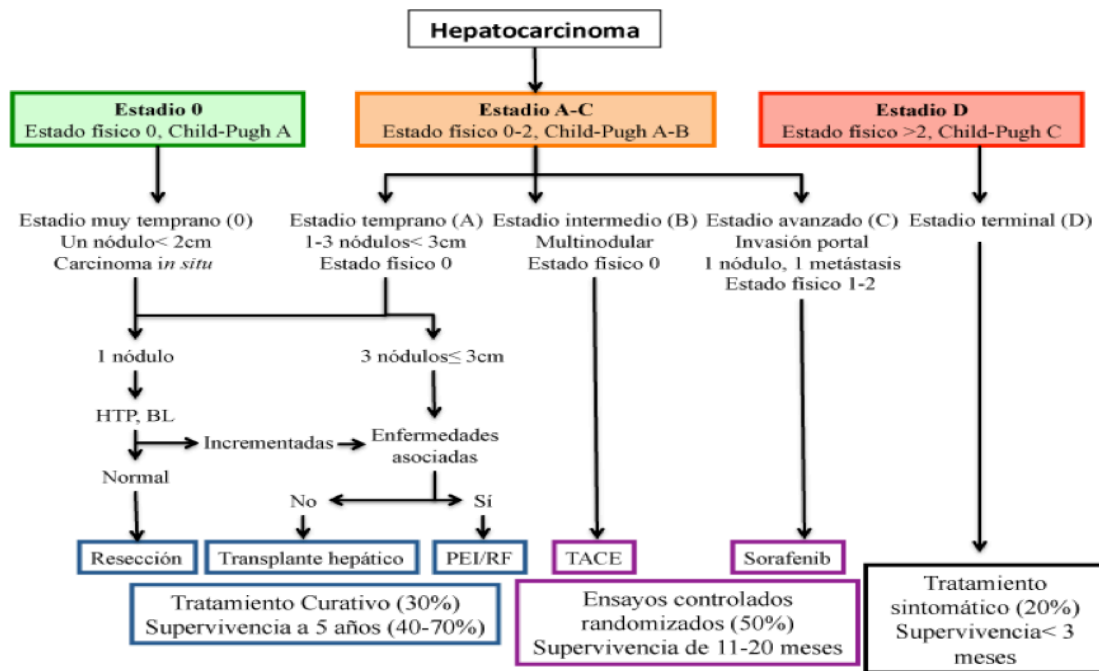 Hepatocarcinoma
Estadio 0
Estado físico 0, Child-Pugh A
Estadio A-C
Estado físico 0-2, Child-Pugh A-B
Estadio D
Estado físico >2, Child-Pugh C
Estadio muy temprano (0)
Un nódulo< 2cm
Carcinoma in situ
Estadio temprano (A)
1-3 nódulos< 3cm
Estado físico 0
Estadio intermedio (B)
Multinodular
Estado físico 0
Estadio avanzado (C)
Invasión portal
1 nódulo, 1 metástasis
Estado físico 1-2
Estadio terminal (D)
1 nódulo
3 nódulos≤ 3cm
HTP, BL
Incrementadas
Enfermedades
asociadas
Normal
No
Sí
Resección
Transplante hepático
PEI/RF
TACE
Sorafenib
Tratamiento Curativo (30%)
Supervivencia a 5 años (40-70%)
Ensayos controlados
randomizados (50%)
Supervivencia de 11-20 meses
Tratamiento
sintomático (20%)
Supervivencia< 3
meses